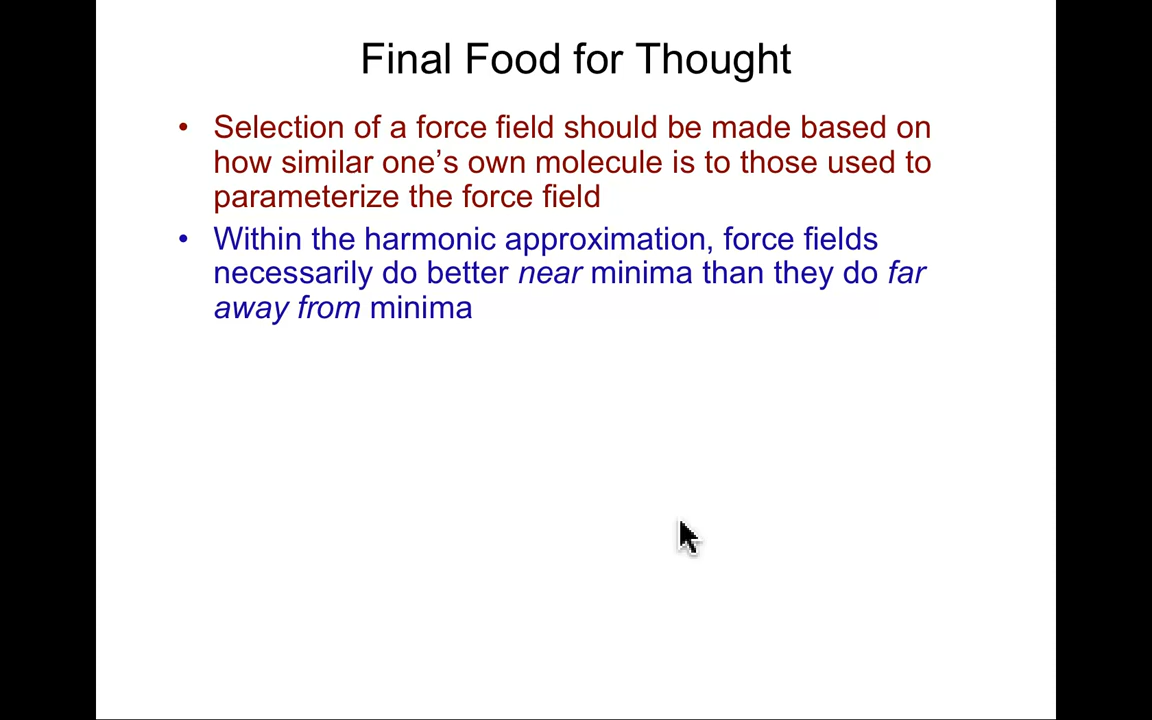 Final Food for Thought
• Selection of a force field should be made based on
how similar one’s own molecule is to those used to
parameterize the force field
• Within the harmonic approximation, force fields
necessarily do better near minima than they do far
away from minima